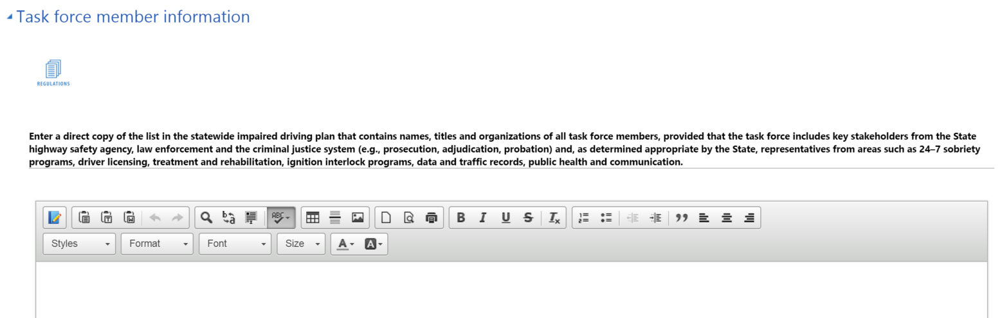 Task force member information
REGULATIONS
Enter a direct copy of the list in the statewide impaired driving plan that contains names, titles and organizations of all task force members, provided that the task force includes key stakeholders from the State
highway safety agency, law enforcement and the criminal justice system (e.g., prosecution, adjudication, probation) and, as determined appropriate by the State, representatives from areas such as 24–7 sobriety
programs, driver licensing, treatment and rehabilitation, ignition interlock programs, data and traffic records, public health and communication.
ABC B I U S Ix
Styles Format Font Size A A